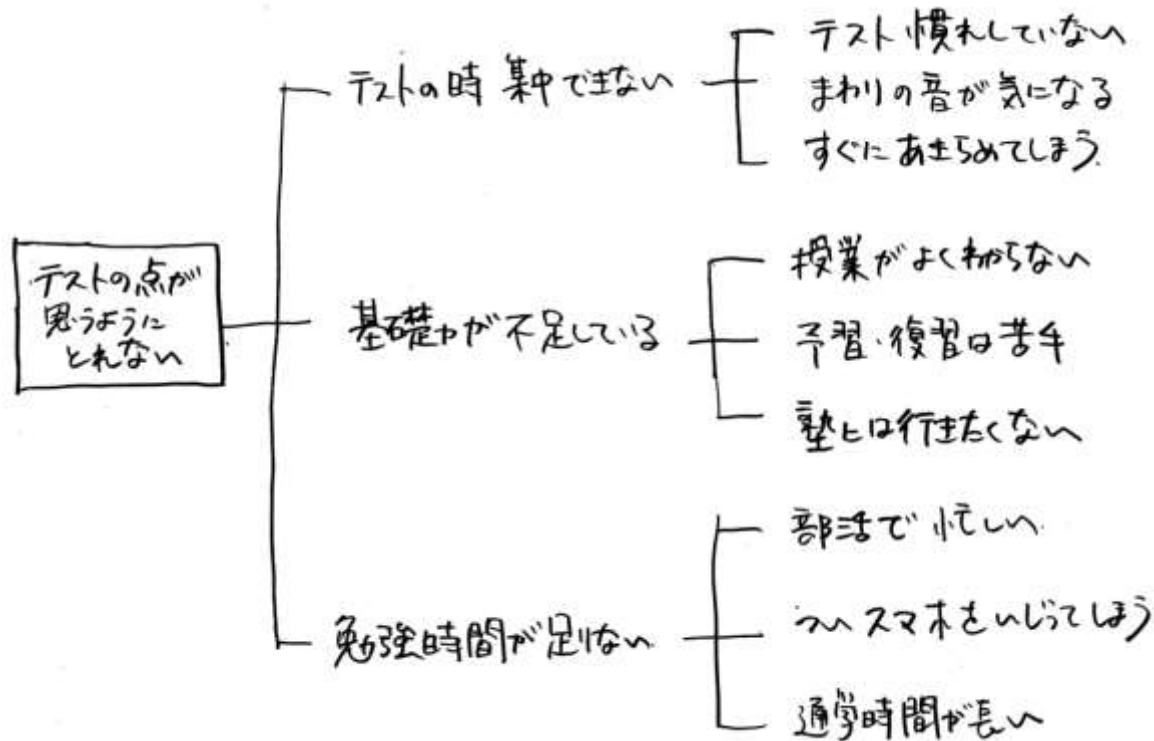 テストの点が
思うように
とれない
テストの時 集中できない
テスト慣れしていない
まわりの音が気になる
すぐにあきらめてしまう
基礎力が不足している
授業がよくわからない
予習・復習は苦手
塾には行きたくない
勉強時間が足りない
部活で忙しい
ついスマホをいじってしまう
通学時間が長い